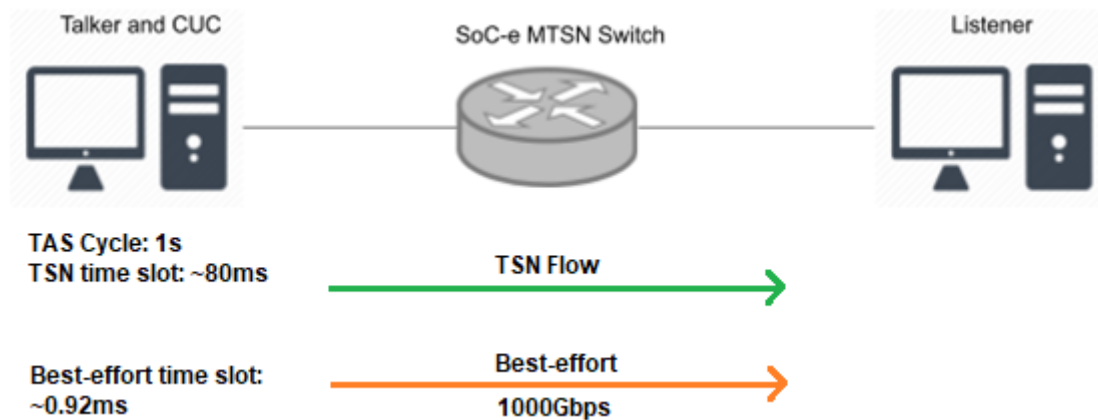 Talker and CUC
SoC-e MTSN Switch
Listener
TAS Cycle: 1s
TSN time slot: ~80ms
TSN Flow
Best-effort time slot:
~0.92ms
Best-effort
1000Gbps